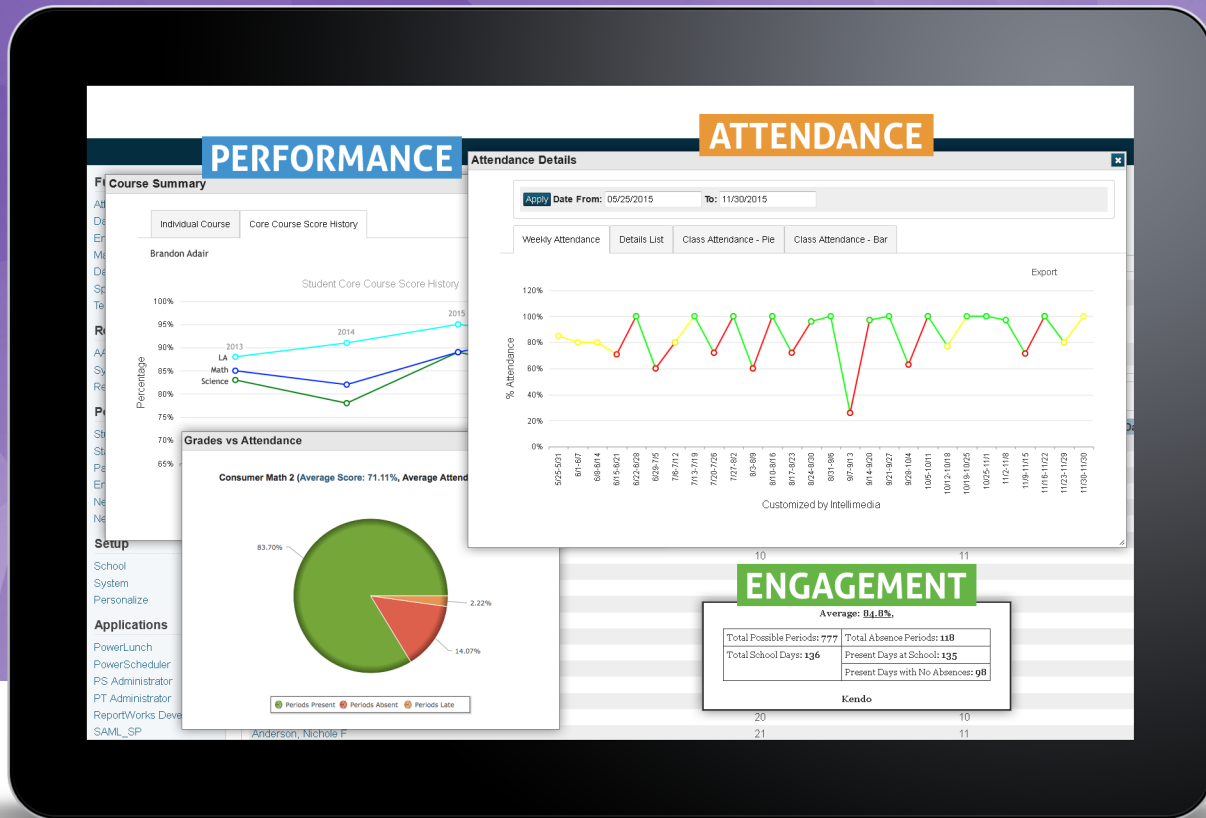 ATTENDANCE
PERFORMANCE
Course Summary
Individual Course
Core Course Score History
Brandon Adair
Student Core Course Score History
Percentage
100%
95%
90%
85%
80%
75%
70%
65%
2013
2014
2015
LA
Math
Science
Attendance Details
Apply Date From: 05/25/2015 To: 11/30/2015
Weekly Attendance
Details List
Class Attendance - Pie
Class Attendance - Bar
Export
% Attendance
120%
100%
80%
60%
40%
20%
0%
5/25-5/31
6/1-6/7
6/8-6/14
6/15-6/21
6/22-6/28
6/29-7/5
7/6-7/12
7/13-7/19
7/20-7/26
7/27-8/2
8/3-8/9
8/10-8/16
8/17-8/23
8/24-8/30
8/31-9/6
9/7-9/13
9/14-9/20
9/21-9/27
9/28-10/4
10/5-10/11
10/12-10/18
10/19-10/25
10/25-11/1
11/2-11/8
11/9-11/15
11/16-11/22
11/23-11/29
11/30-11/30
Customized by Intellimedia
Grades vs Attendance
Consumer Math 2 (Average Score: 71.11%, Average Attend
83.70%
2.22%
14.07%
Periods Present Periods Absent Periods Late
Setup
School
System
Personalize
Applications
PowerLunch
PowerScheduler
PS Administrator
PT Administrator
ReportWorks Deve
SAML_SP
Anderson, Nichole F
10 11
ENGAGEMENT
Average: 84.8%,
Total Possible Periods: 777 Total Absence Periods: 118
Total School Days: 136 Present Days at School: 135
Present Days with No Absences: 98
Kendo
20 10
21 11